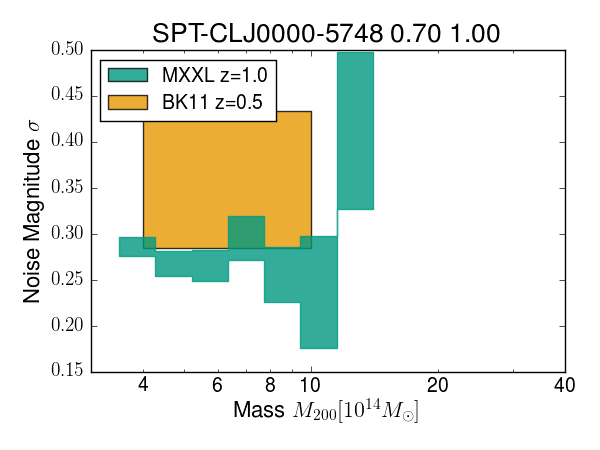 SPT-CLJ0000-5748 0.70 1.00
MXXL z=1.0
BK11 z=0.5
Noise Magnitude σ
0.50
0.45
0.40
0.35
0.30
0.25
0.20
0.15
4 6 8 10 20 40
Mass M₂₀₀[10¹⁴M⊙]